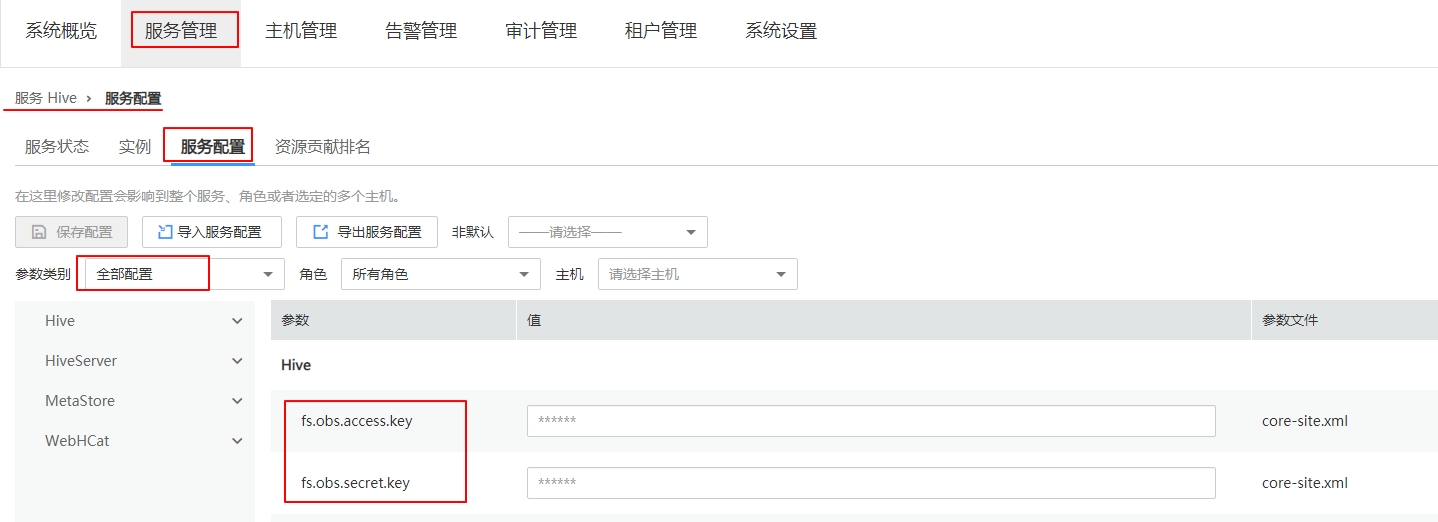 系统概览 服务管理 主机管理 告警管理 审计管理 租户管理 系统设置
服务 Hive › 服务配置
服务状态 实例 服务配置 资源贡献排名
在这里修改配置会影响到整个服务、角色或者选定的多个主机。
保存配置 导入服务配置 导出服务配置 非默认 ——请选择——
参数类别 全部配置 角色 所有角色 主机 请选择主机
Hive 参数 值 参数文件
HiveServer Hive
MetaStore fs.obs.access.key ****** core-site.xml
WebHCat
fs.obs.secret.key ****** core-site.xml